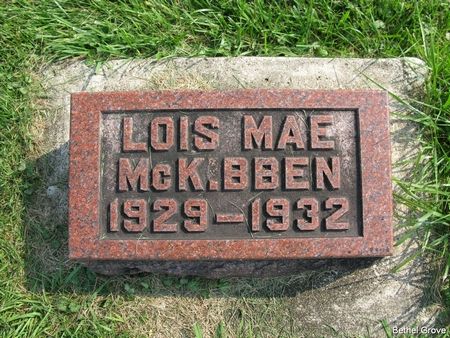 LOIS MAE
McKIBBEN
1929-1932
Bethel Grove